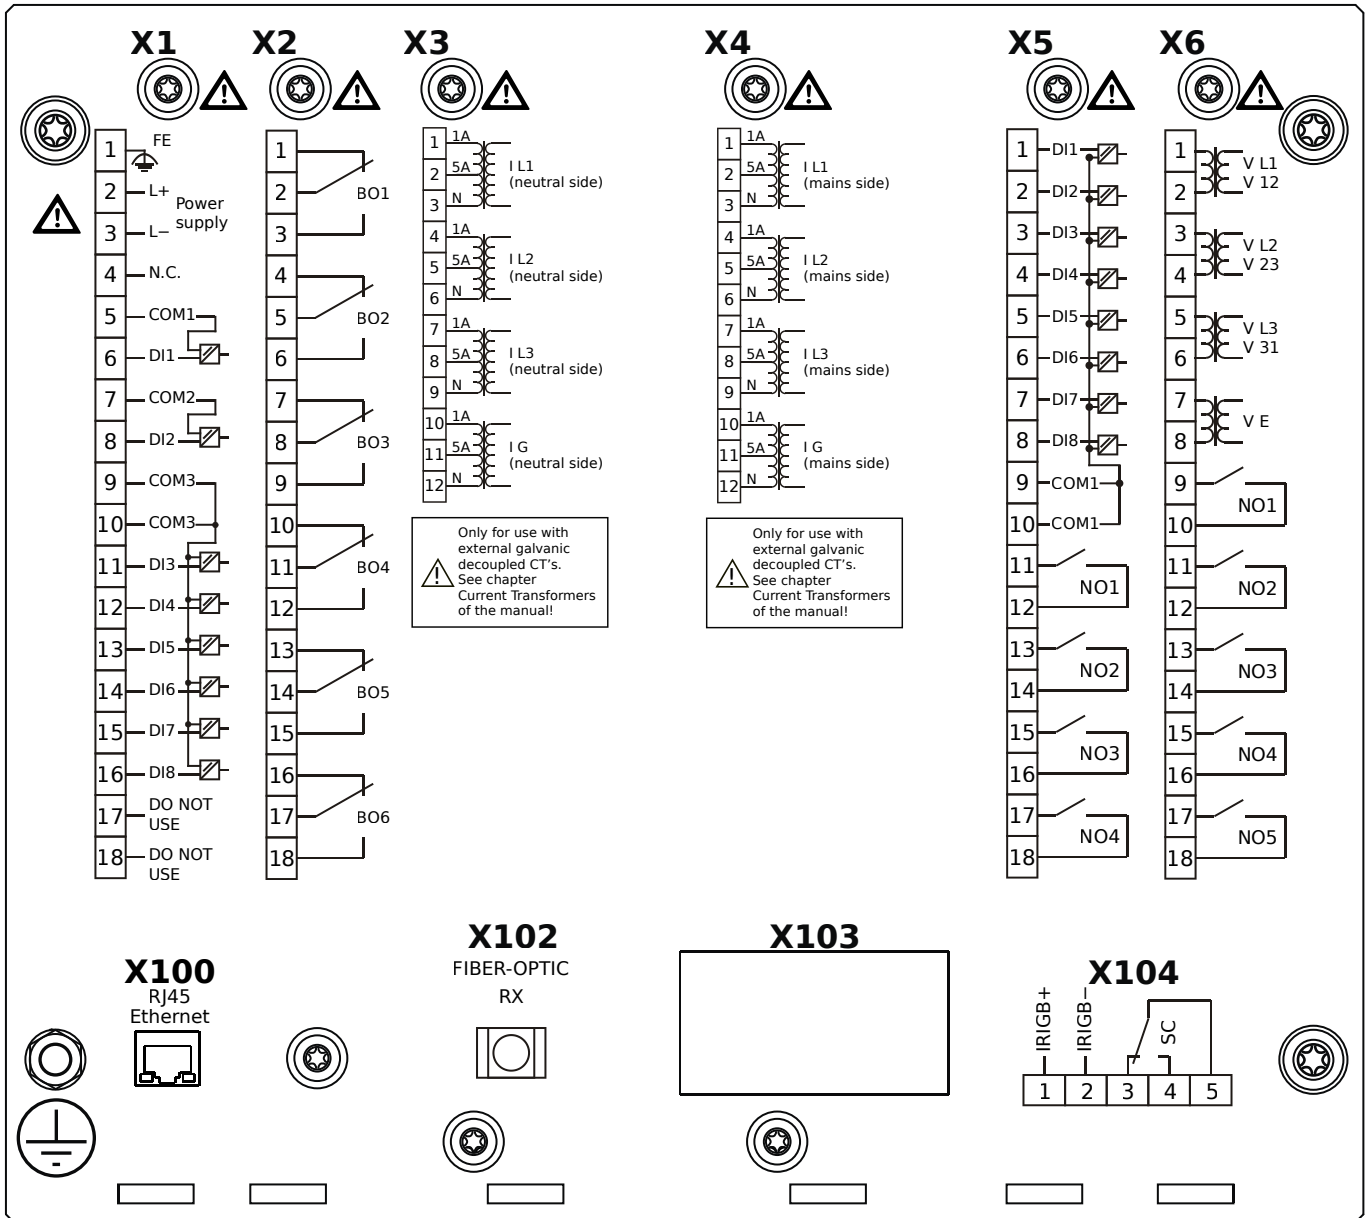 X1
1 FE
2 L+ Power
3 L− supply
4 N.C.
5 COM1
6 DI1
7 COM2
8 DI2
9 COM3
10 COM3
11 DI3
12 DI4
13 DI5
14 DI6
15 DI7
16 DI8
17 DO NOT
USE
18 DO NOT
USE
X2
1
2 BO1
3
4
5 BO2
6
7
8 BO3
9
10
11 BO4
12
13
14 BO5
15
16
17 BO6
18
X3
1 1A
2 5A I L1
(neutral side)
3 N
4 1A
5 5A I L2
(neutral side)
6 N
7 1A
8 5A I L3
(neutral side)
9 N
10 1A
11 5A I G
(neutral side)
12 N
Only for use with
external galvanic
decoupled CT’s.
See chapter
Current Transformers
of the manual!
X4
1 1A
2 5A I L1
(mains side)
3 N
4 1A
5 5A I L2
(mains side)
6 N
7 1A
8 5A I L3
(mains side)
9 N
10 1A
11 5A I G
(mains side)
12 N
Only for use with
external galvanic
decoupled CT’s.
See chapter
Current Transformers
of the manual!
X5
1 DI1
2 DI2
3 DI3
4 DI4
5 DI5
6 DI6
7 DI7
8 DI8
9 COM1
10 COM1
11
NO1
12
13
NO2
14
15
NO3
16
17
NO4
18
X6
1 V L1
2 V 12
3 V L2
4 V 23
5 V L3
6 V 31
7
V E
8
9
NO1
10
11
NO2
12
13
NO3
14
15
NO4
16
17
NO5
18
X100
RJ45
Ethernet
X102
FIBER-OPTIC
RX
X103
X104
IRIGB+
IRIGB−
SC
1 2 3 4 5